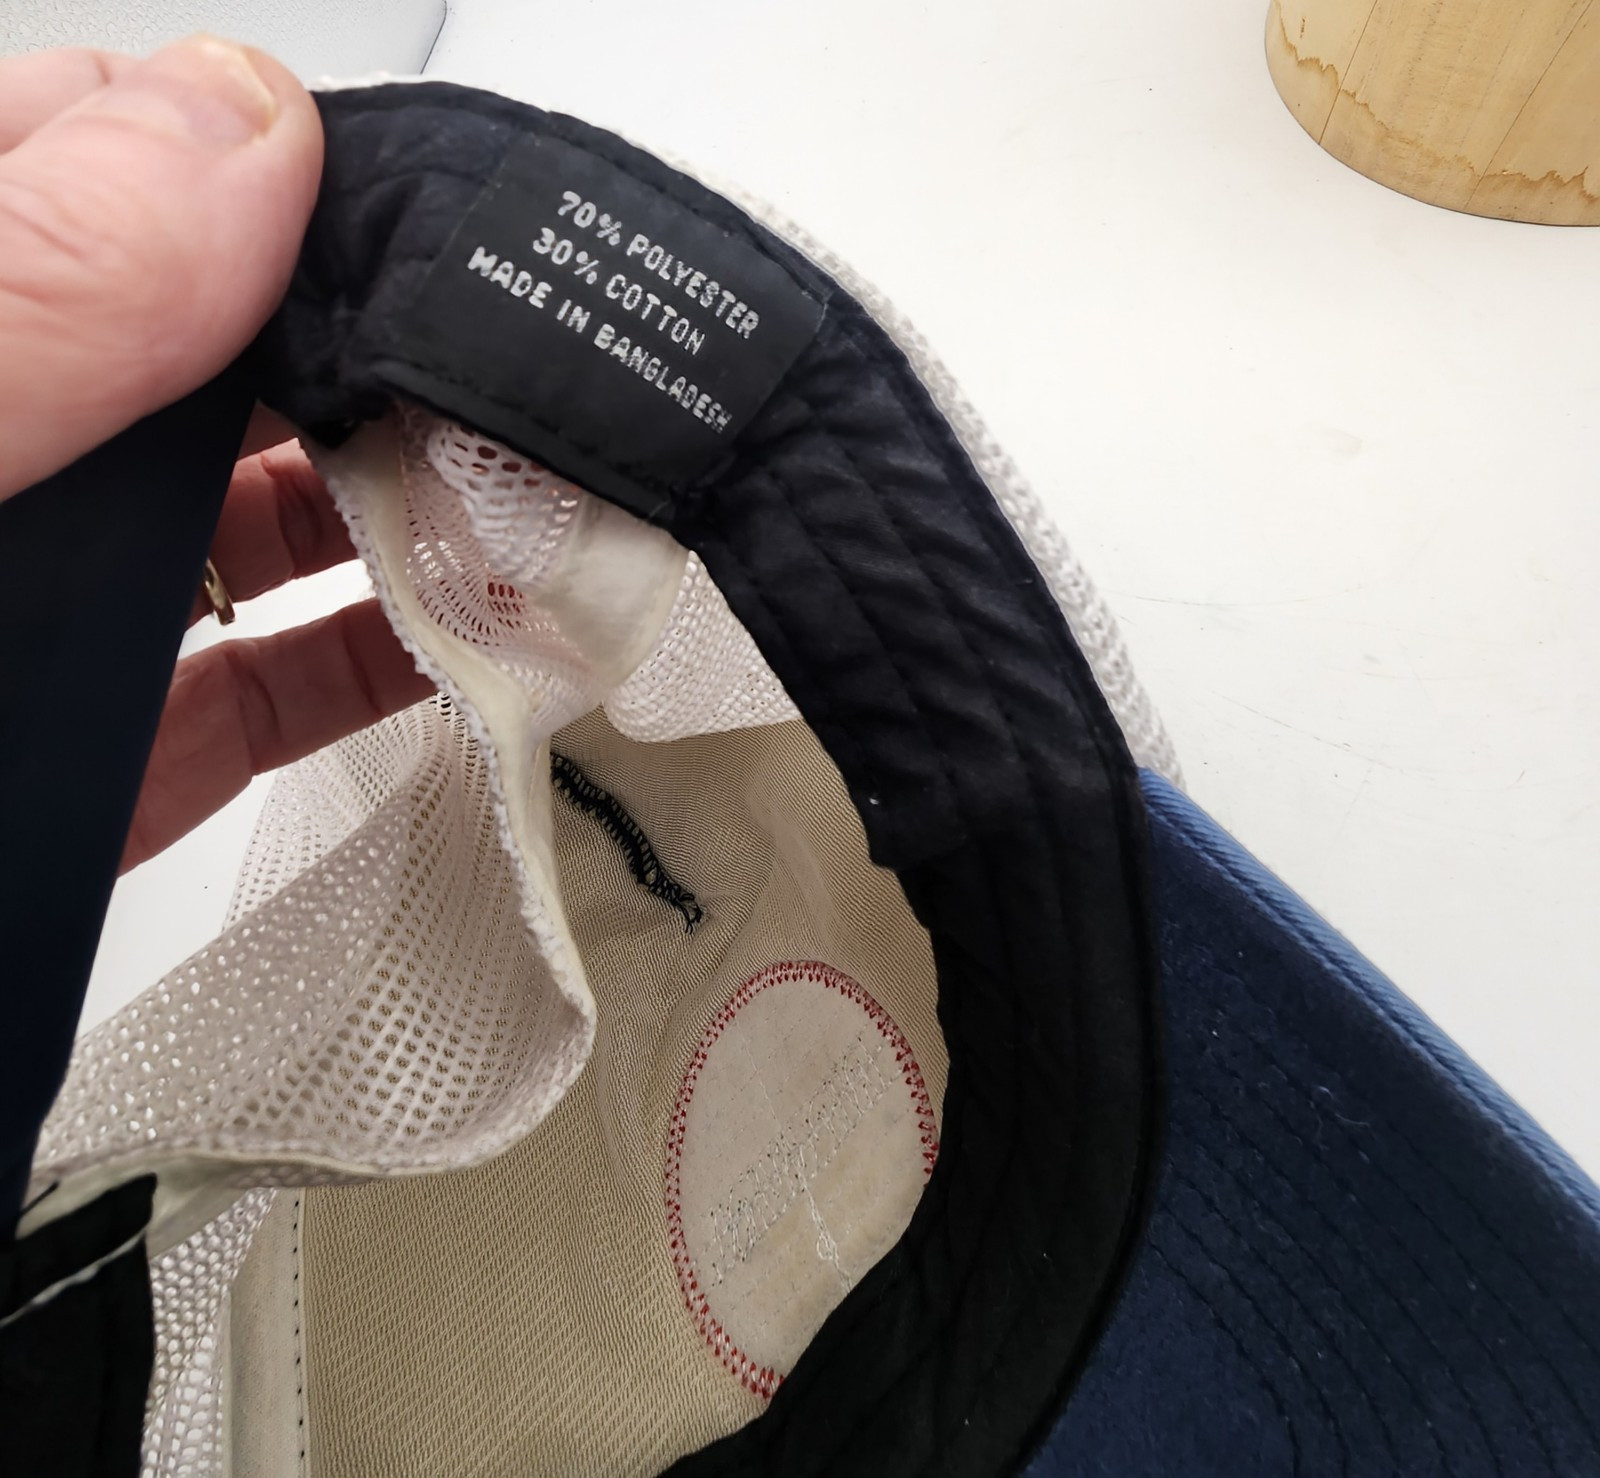 70% POLYESTER
30% COTTON
MADE IN BANGLADESH